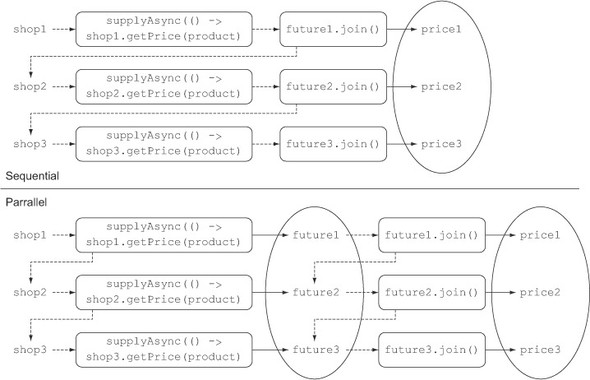 shop1 supplyAsync(() -> future1.join() price1
shop1.getPrice(product)
shop2 supplyAsync(() -> future2.join() price2
shop2.getPrice(product)
shop3 supplyAsync(() -> future3.join() price3
shop3.getPrice(product)
Sequential
Parrallel
shop1 supplyAsync(() -> future1 future1.join() price1
shop1.getPrice(product)
shop2 supplyAsync(() -> future2 future2.join() price2
shop2.getPrice(product)
shop3 supplyAsync(() -> future3 future3.join() price3
shop3.getPrice(product)